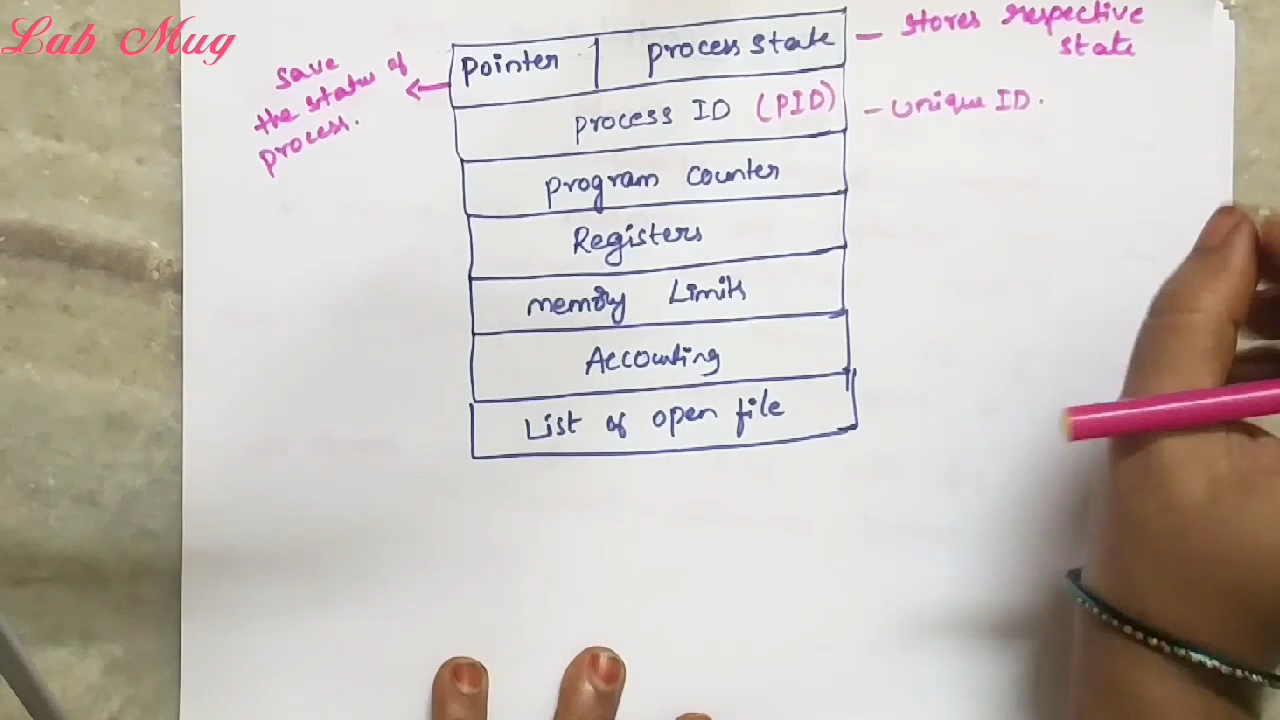 Lab Mug
save
the status of
process.
pointer
process state
– stores respective
state
process ID (PID)
– unique ID.
program counter
Registers
memory Limits
Accounting
List of open file